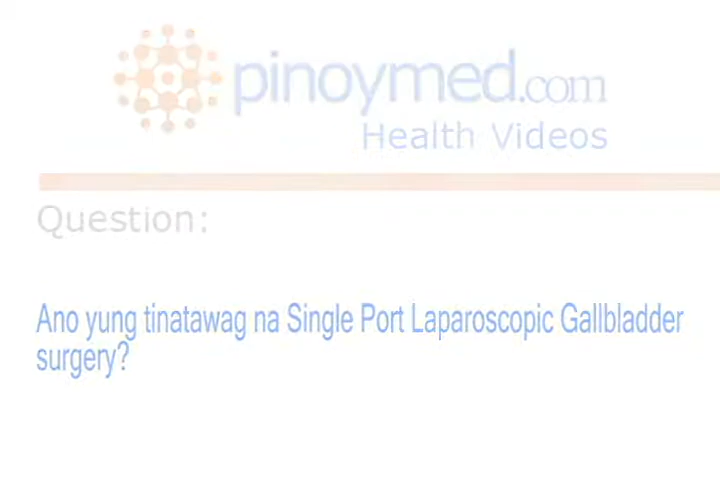 pinoymed.com
Health Videos
Question:
Ano yung tinatawag na Single Port Laparoscopic Gallbladder
surgery?